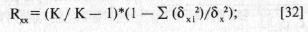 Rₓₓ = (K / K − 1)*(1 − Σ (δₓᵢ²)/δₓ²); [32]